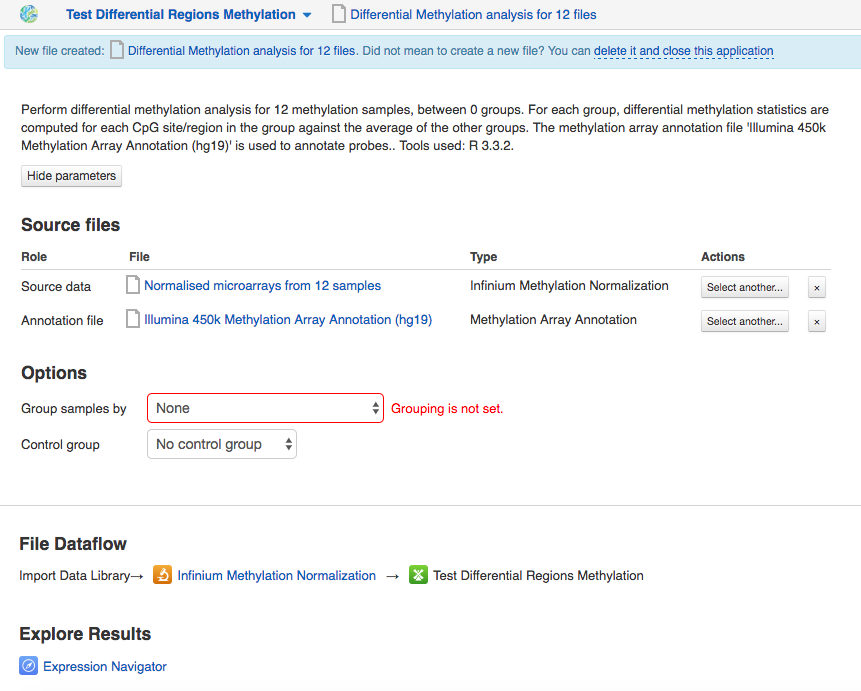 Test Differential Regions Methylation Differential Methylation analysis for 12 files
New file created: Differential Methylation analysis for 12 files. Did not mean to create a new file? You can delete it and close this application
Perform differential methylation analysis for 12 methylation samples, between 0 groups. For each group, differential methylation statistics are
computed for each CpG site/region in the group against the average of the other groups. The methylation array annotation file 'Illumina 450k
Methylation Array Annotation (hg19)' is used to annotate probes.. Tools used: R 3.3.2.
Hide parameters
Source files
Role File Type Actions
Source data Normalised microarrays from 12 samples Infinium Methylation Normalization Select another... ×
Annotation file Illumina 450k Methylation Array Annotation (hg19) Methylation Array Annotation Select another... ×
Options
Group samples by None Grouping is not set.
Control group No control group
File Dataflow
Import Data Library→ Infinium Methylation Normalization → Test Differential Regions Methylation
Explore Results
Expression Navigator